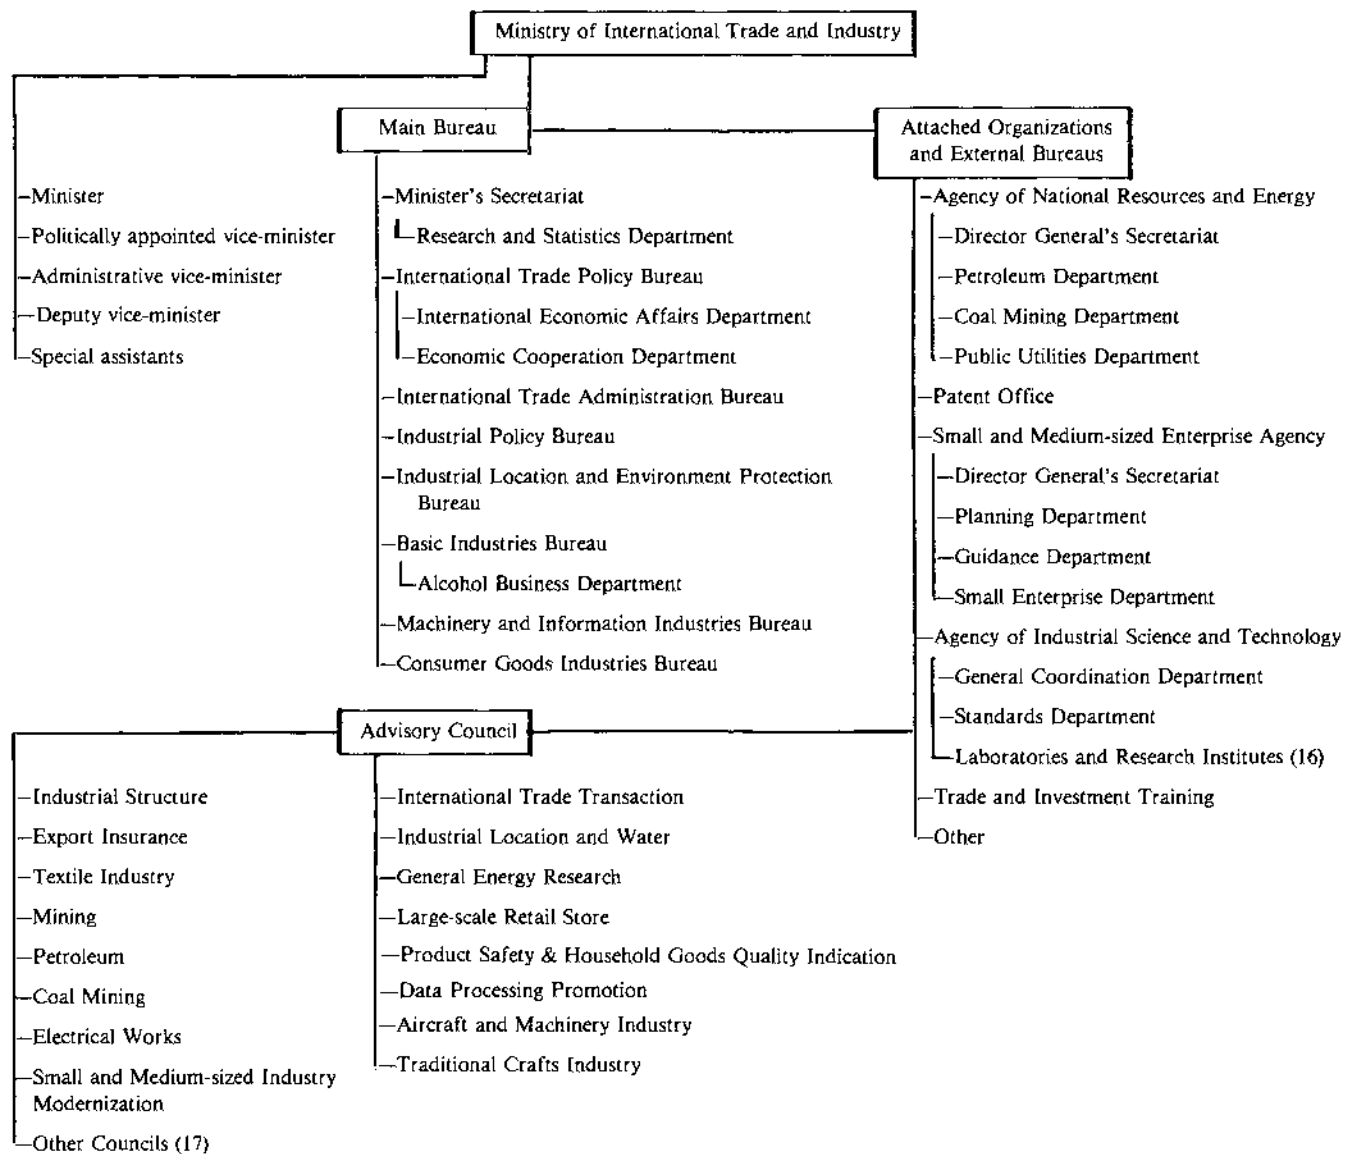 Ministry of International Trade and Industry
Main Bureau
Attached Organizations
and External Bureaus
Minister
Politically appointed vice-minister
Administrative vice-minister
Deputy vice-minister
Special assistants
Minister's Secretariat
Research and Statistics Department
International Trade Policy Bureau
International Economic Affairs Department
Economic Cooperation Department
International Trade Administration Bureau
Industrial Policy Bureau
Industrial Location and Environment Protection
Bureau
Basic Industries Bureau
Alcohol Business Department
Machinery and Information Industries Bureau
Consumer Goods Industries Bureau
Agency of National Resources and Energy
Director General's Secretariat
Petroleum Department
Coal Mining Department
Public Utilities Department
Patent Office
Small and Medium-sized Enterprise Agency
Director General's Secretariat
Planning Department
Guidance Department
Small Enterprise Department
Agency of Industrial Science and Technology
General Coordination Department
Standards Department
Laboratories and Research Institutes (16)
Trade and Investment Training
Other
Advisory Council
Industrial Structure
Export Insurance
Textile Industry
Mining
Petroleum
Coal Mining
Electrical Works
Small and Medium-sized Industry
Modernization
Other Councils (17)
International Trade Transaction
Industrial Location and Water
General Energy Research
Large-scale Retail Store
Product Safety & Household Goods Quality Indication
Data Processing Promotion
Aircraft and Machinery Industry
Traditional Crafts Industry